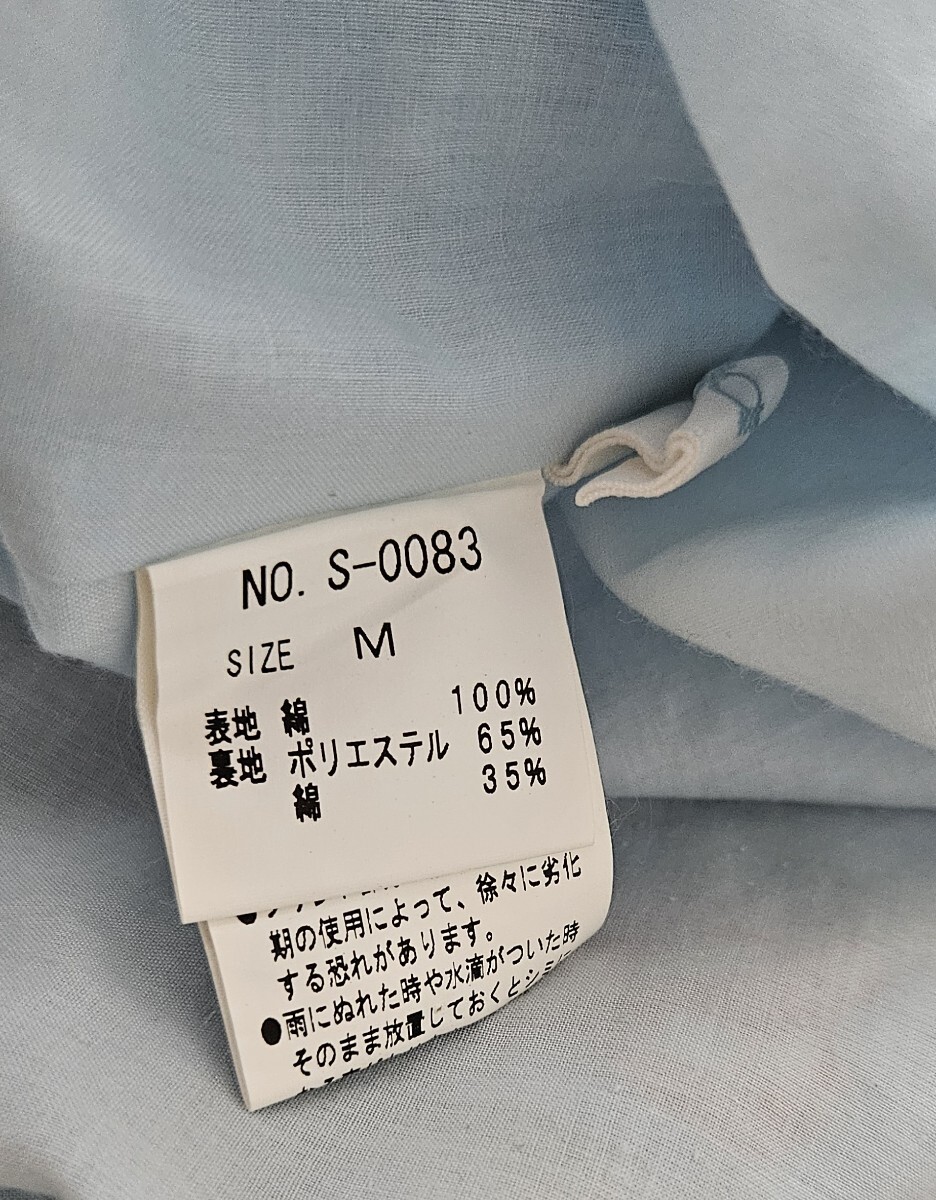 NO. S-0083
SIZE M
表地 綿 100%
裏地 ポリエステル 65%
綿 35%
期の使用によって、徐々に劣化
する恐れがあります。
●雨にぬれた時や水滴がついた時
そのまま放置しておくとシミに